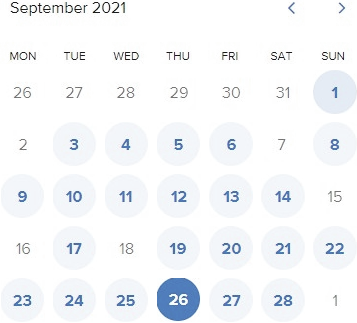 September 2021
MON TUE WED THU FRI SAT SUN
26 27 28 29 30 31 1
2 3 4 5 6 7 8
9 10 11 12 13 14 15
16 17 18 19 20 21 22
23 24 25 26 27 28 1